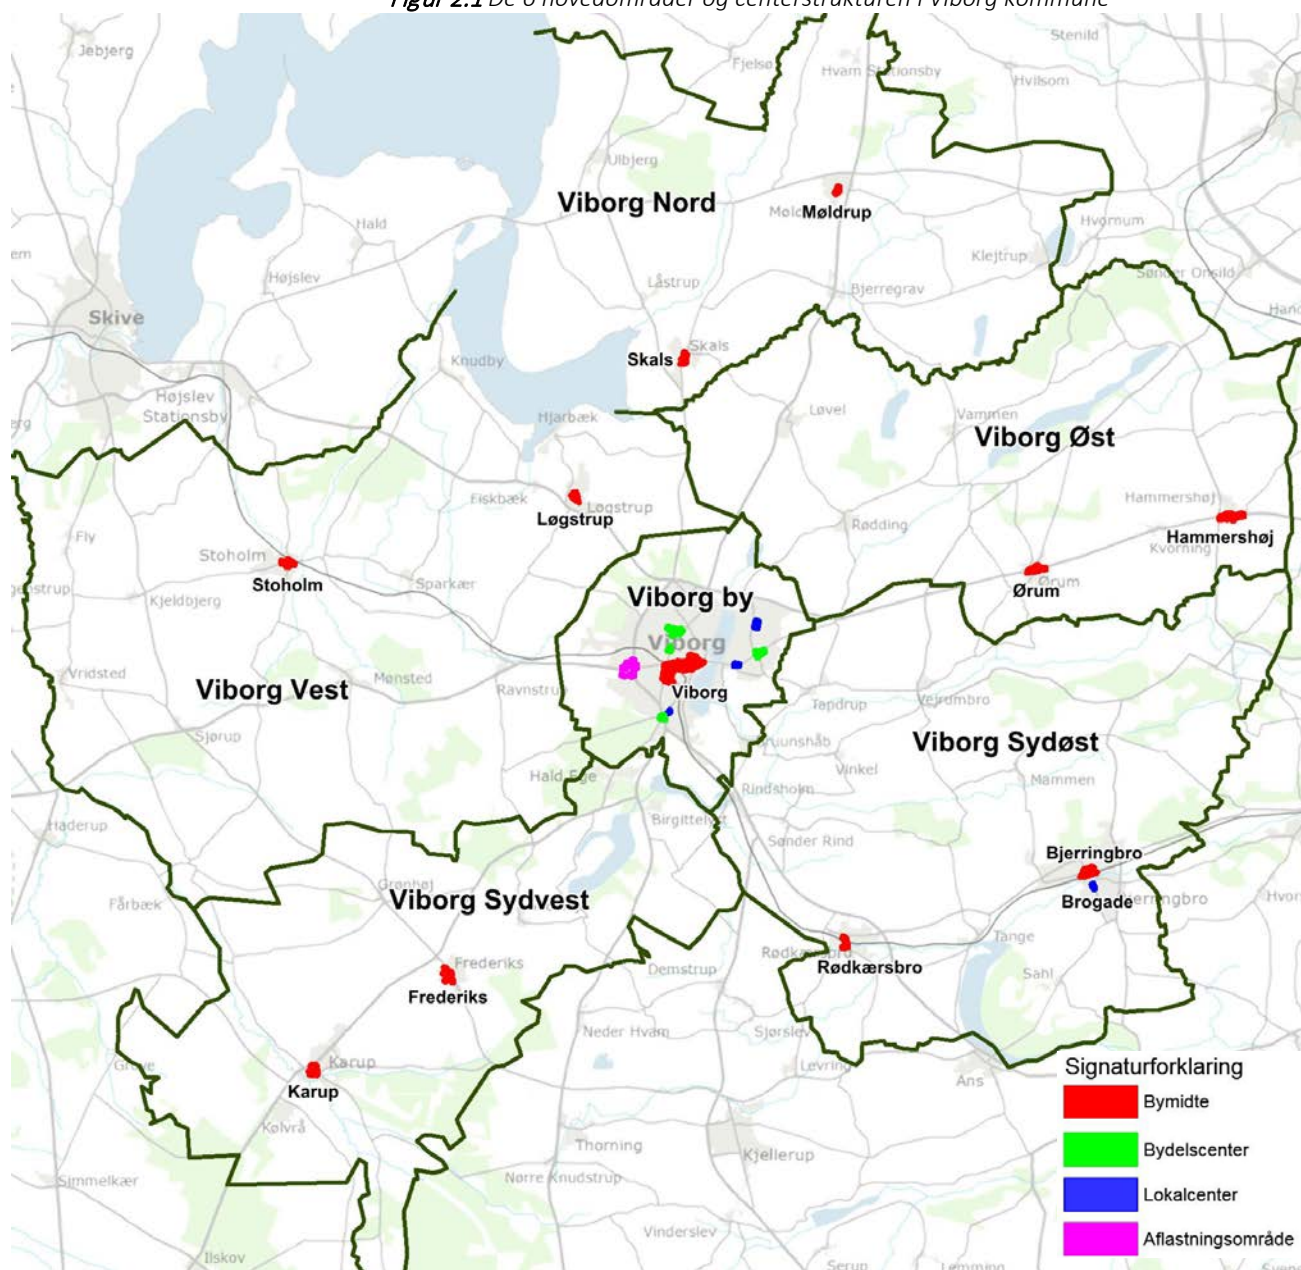 Figur 2.1 De 6 hovedområder og centerstrukturen i Viborg Kommune
Stenild
Jebjerg
Fjelsø
Hvam Stationsby
Hvilsom
Ulbjerg
Viborg Nord
Møldrup
Hvornum
Hald
Klejtrup
Højslev
Låstrup
Bjerregrav
Sønder Onsild
Skive
Skals
Skals
Knudby
Højslev
Stationsby
Hjarbæk
Løvel
Vammen
Viborg Øst
Fiskbæk
Løgstrup
Løgstrup
Hammershøj
Hammershøj
Rødding
Fly
Stoholm
Stoholm
Kvorning
Sparkær
Ørum
Ørum
Kjeldbjerg
Viborg by
Viborg
Vridsted
Mønsted
Ravnstrup
Viborg Vest
Viborg
Tapdrup
Vejrumbro
Sjørup
Viborg Sydøst
Vinkel
Mammen
Hald Ege
Rindsholm
Birgittelyst
Haderup
Sønder Rind
Bjerringbro
Grønhøj
Viborg Sydvest
Brogade
Bjerringbro
Fårbæk
Tange
Rødkærsbro
Rødkærsbro
Frederiks
Frederiks
Demstrup
Sahl
Neder Hvam
Sjørslev
Karup
Karup
Grove
Levring
Ans
Kølvrå
Thorning
Kjellerup
Simmelkær
Nørre Knudstrup
Vinderslev
Ilskov
Serup
Lemming
Signaturforklaring
Bymidte
Bydelscenter
Lokalcenter
Aflastningsområde